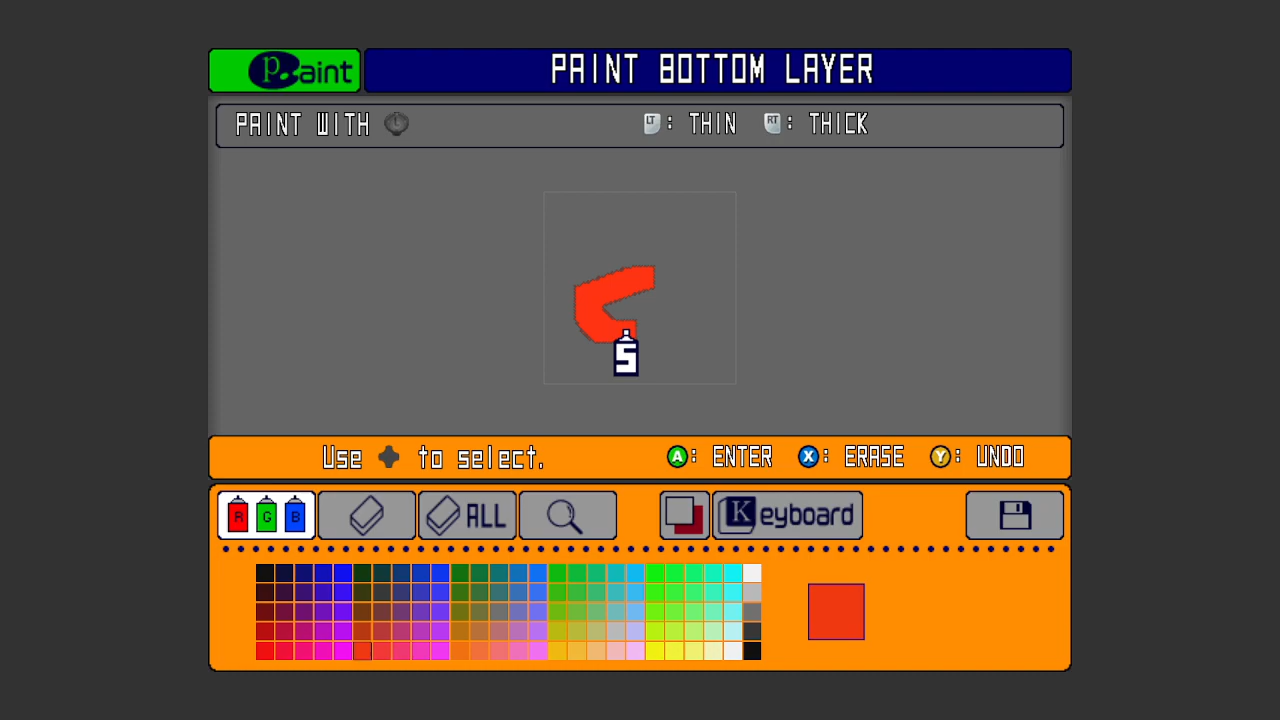 paint
PAINT BOTTOM LAYER
PAINT WITH L LT : THIN RT : THICK
S
Use to select. A : ENTER X : ERASE Y : UNDO
R G B ALL Keyboard